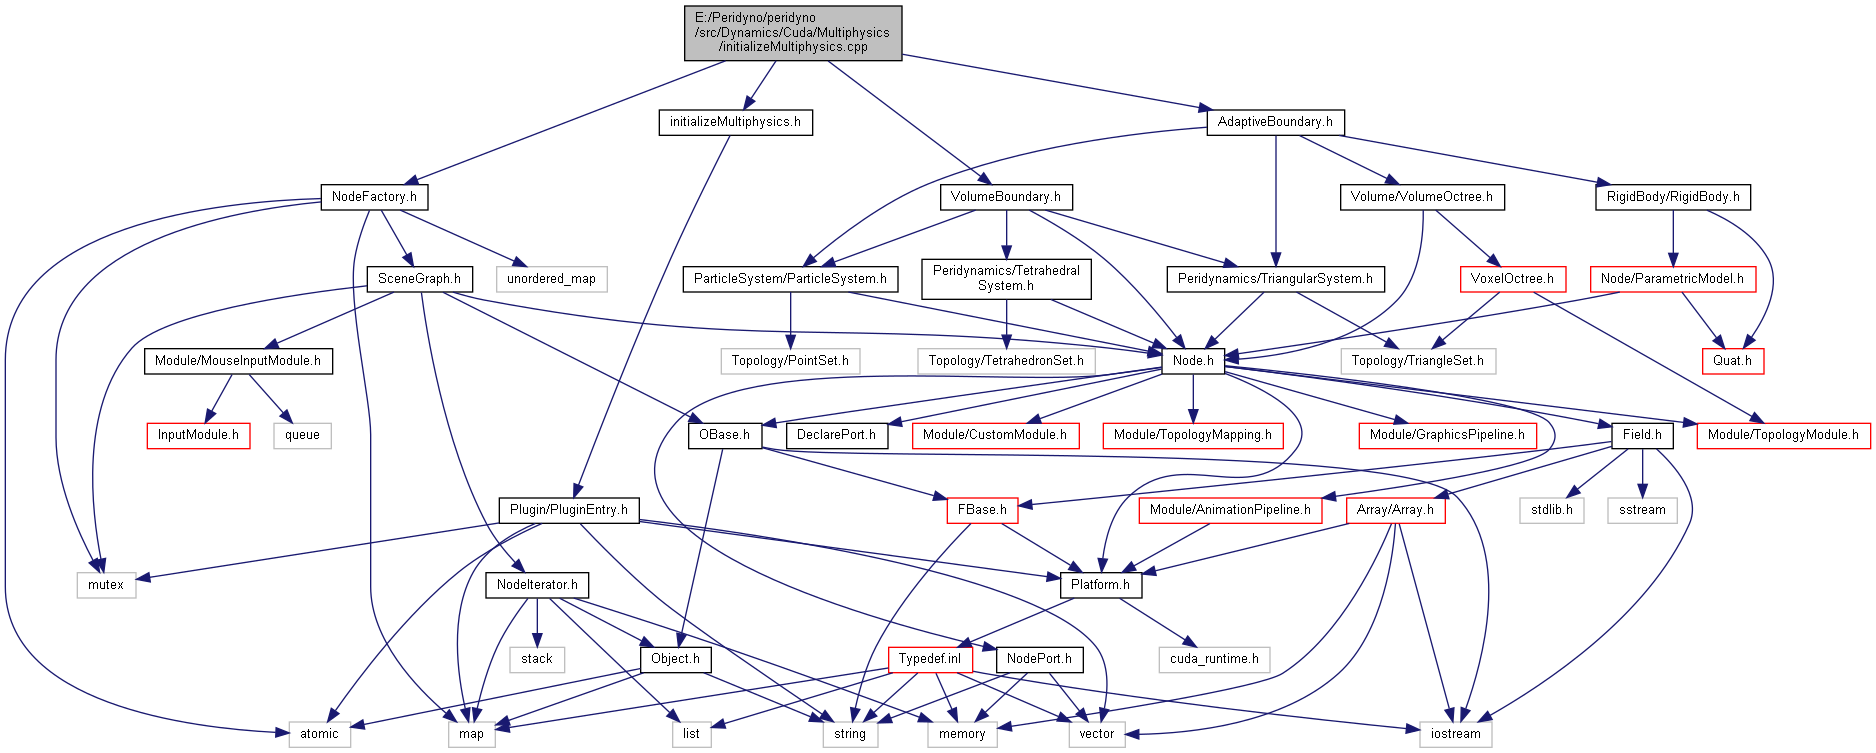 E:/Peridyno/peridyno
/src/Dynamics/Cuda/Multiphysics
/initializeMultiphysics.cpp
initializeMultiphysics.h
AdaptiveBoundary.h
NodeFactory.h
VolumeBoundary.h
Volume/VolumeOctree.h
RigidBody/RigidBody.h
SceneGraph.h
unordered_map
ParticleSystem/ParticleSystem.h
Peridynamics/Tetrahedral
System.h
Peridynamics/TriangularSystem.h
VoxelOctree.h
Node/ParametricModel.h
Module/MouseInputModule.h
Topology/PointSet.h
Topology/TetrahedronSet.h
Node.h
Topology/TriangleSet.h
Quat.h
InputModule.h
queue
OBase.h
DeclarePort.h
Module/CustomModule.h
Module/TopologyMapping.h
Module/GraphicsPipeline.h
Field.h
Module/TopologyModule.h
Plugin/PluginEntry.h
FBase.h
Module/AnimationPipeline.h
Array/Array.h
stdlib.h
sstream
mutex
NodeIterator.h
Platform.h
stack
Object.h
Typedef.inl
NodePort.h
cuda_runtime.h
atomic
map
list
string
memory
vector
iostream